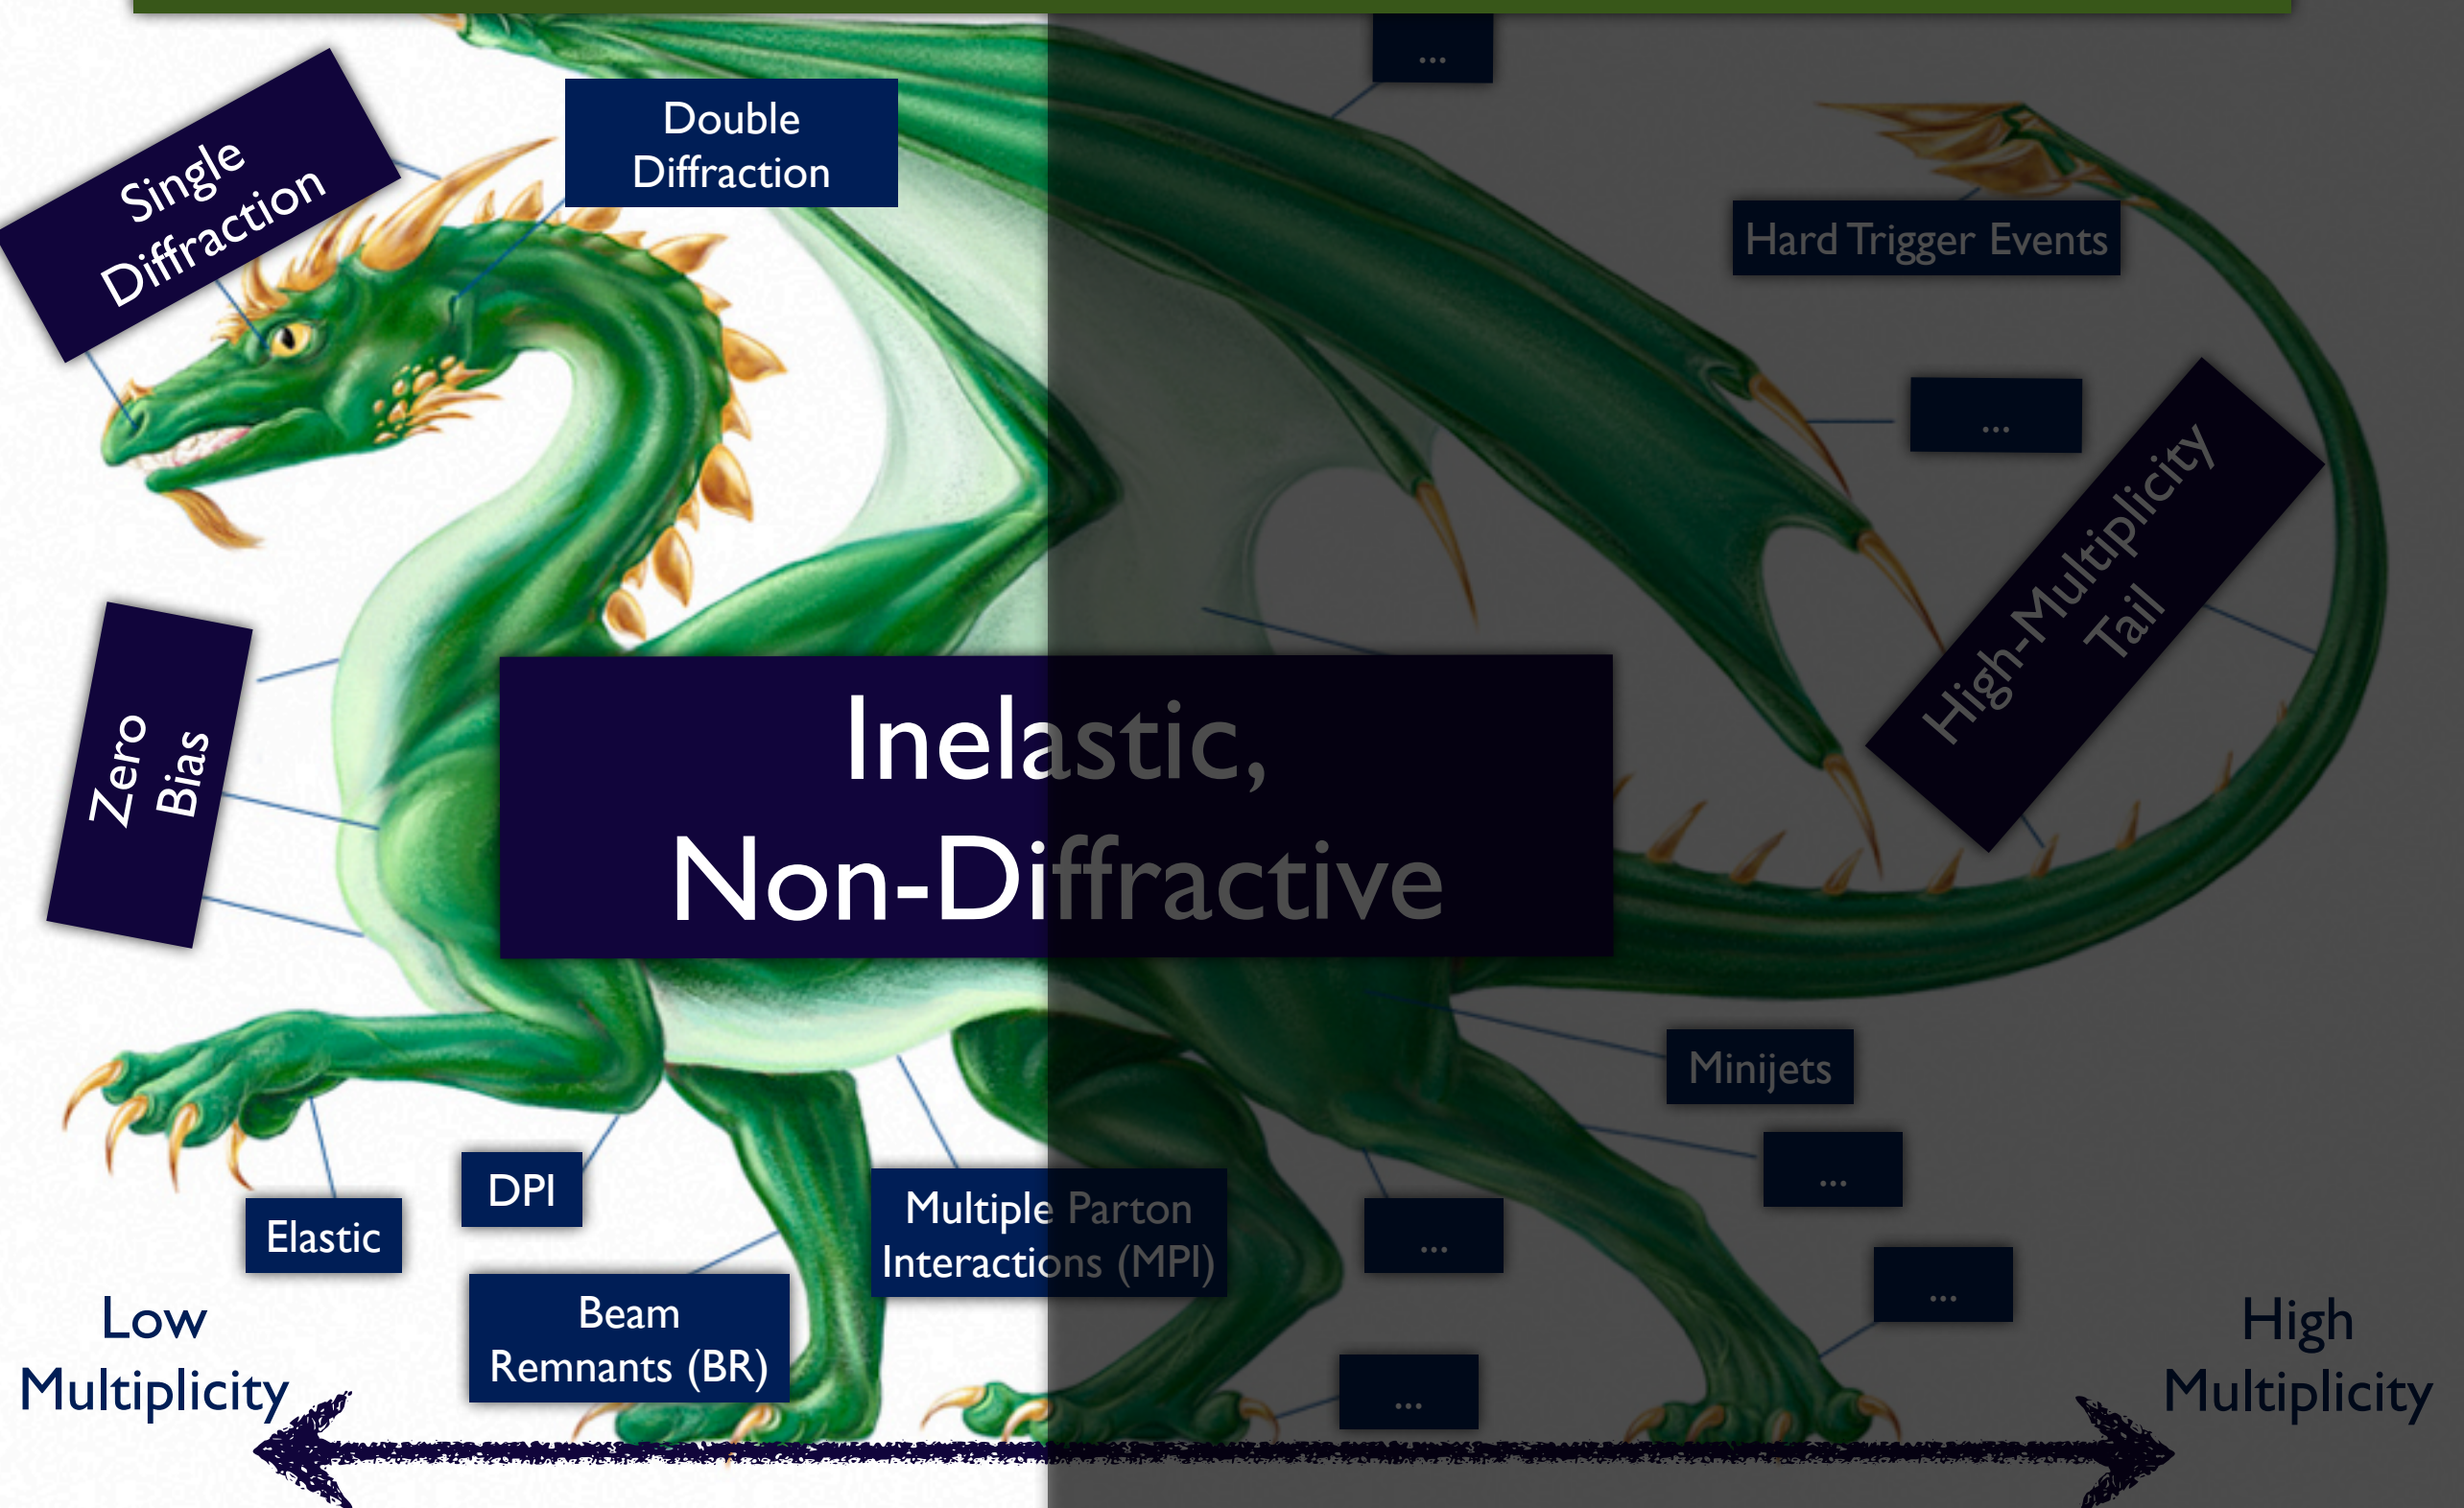 ...
Single
Diffraction
Double
Diffraction
Hard Trigger Events
...
High-Multiplicity
Tail
Zero
Bias
Inelastic,
Non-Diffractive
Minijets
...
DPI
Elastic
Multiple Parton
Interactions (MPI)
...
...
Beam
Remnants (BR)
...
Low
Multiplicity
High
Multiplicity